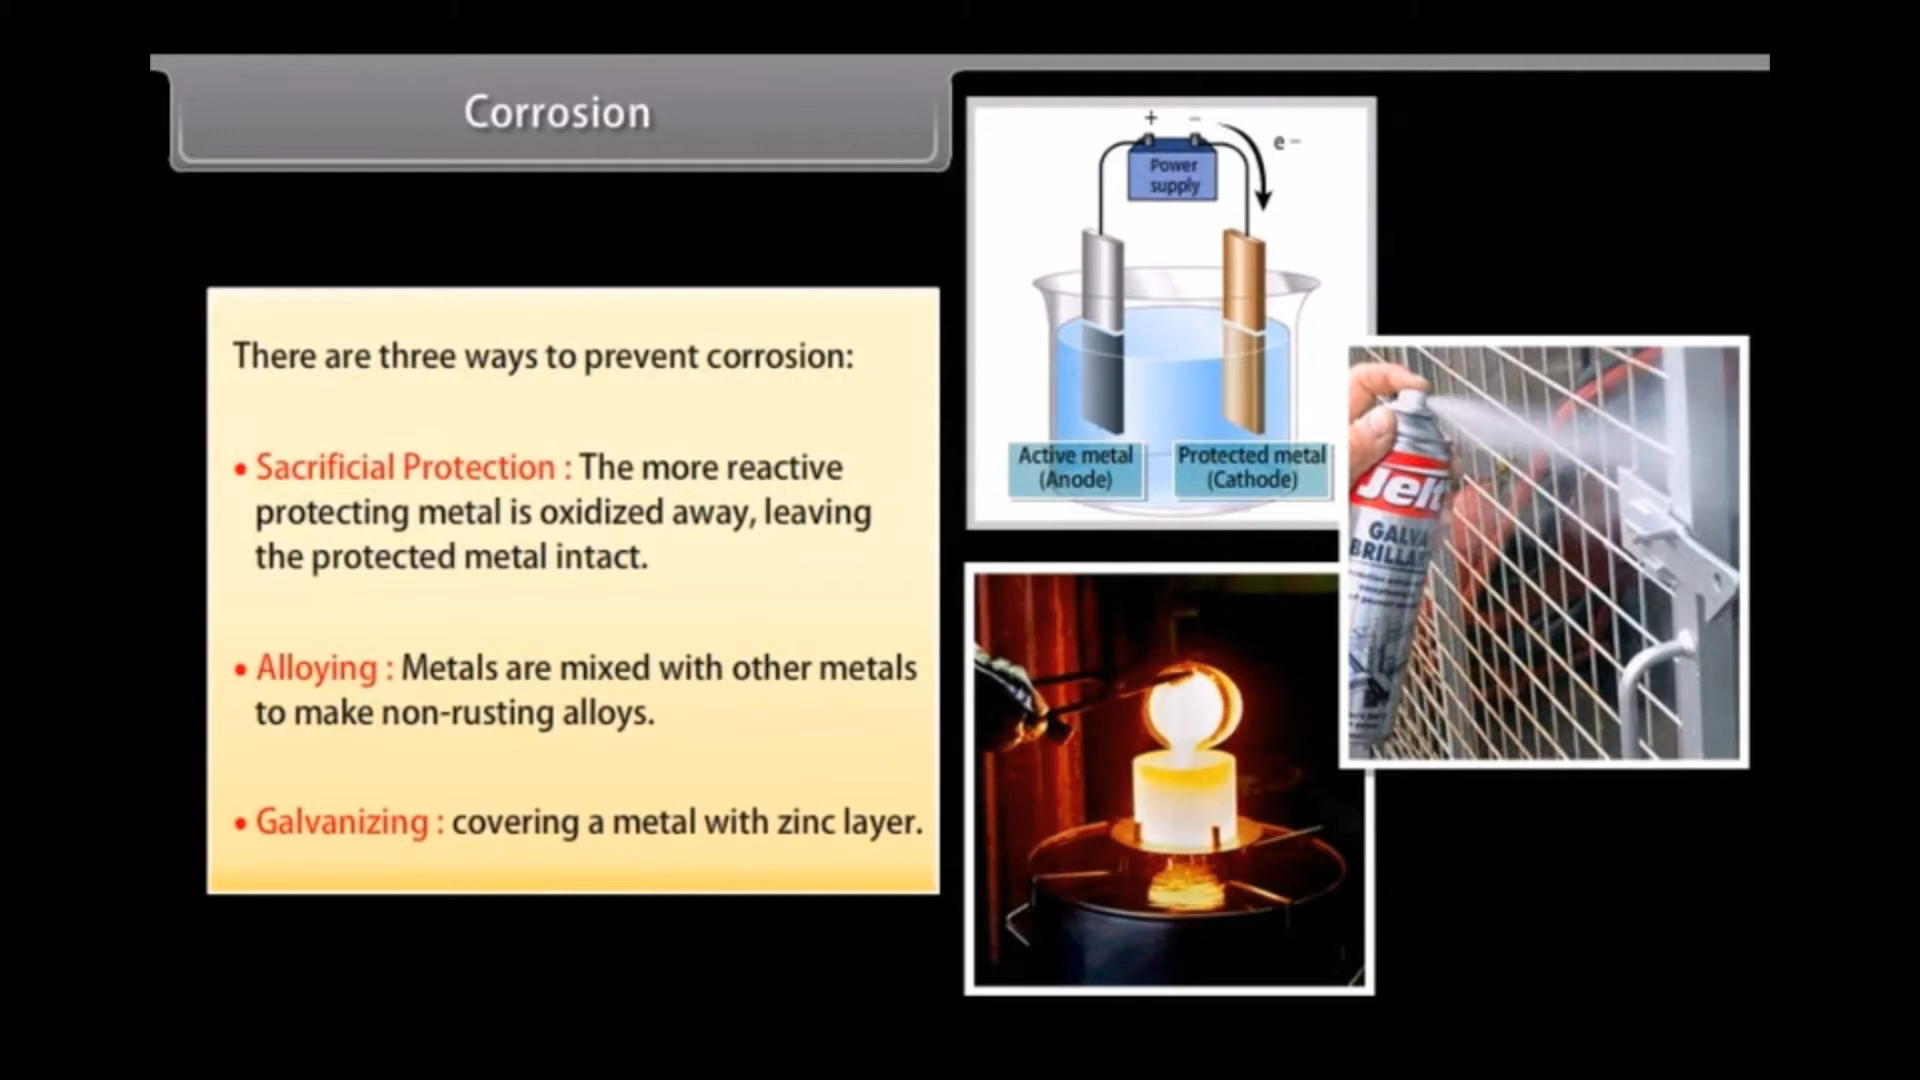 Corrosion
There are three ways to prevent corrosion:
• Sacrificial Protection : The more reactive
protecting metal is oxidized away, leaving
the protected metal intact.
• Alloying : Metals are mixed with other metals
to make non-rusting alloys.
• Galvanizing : covering a metal with zinc layer.
+ −
e −
Power
supply
Active metal
(Anode)
Protected metal
(Cathode)
Jelt
GALVA